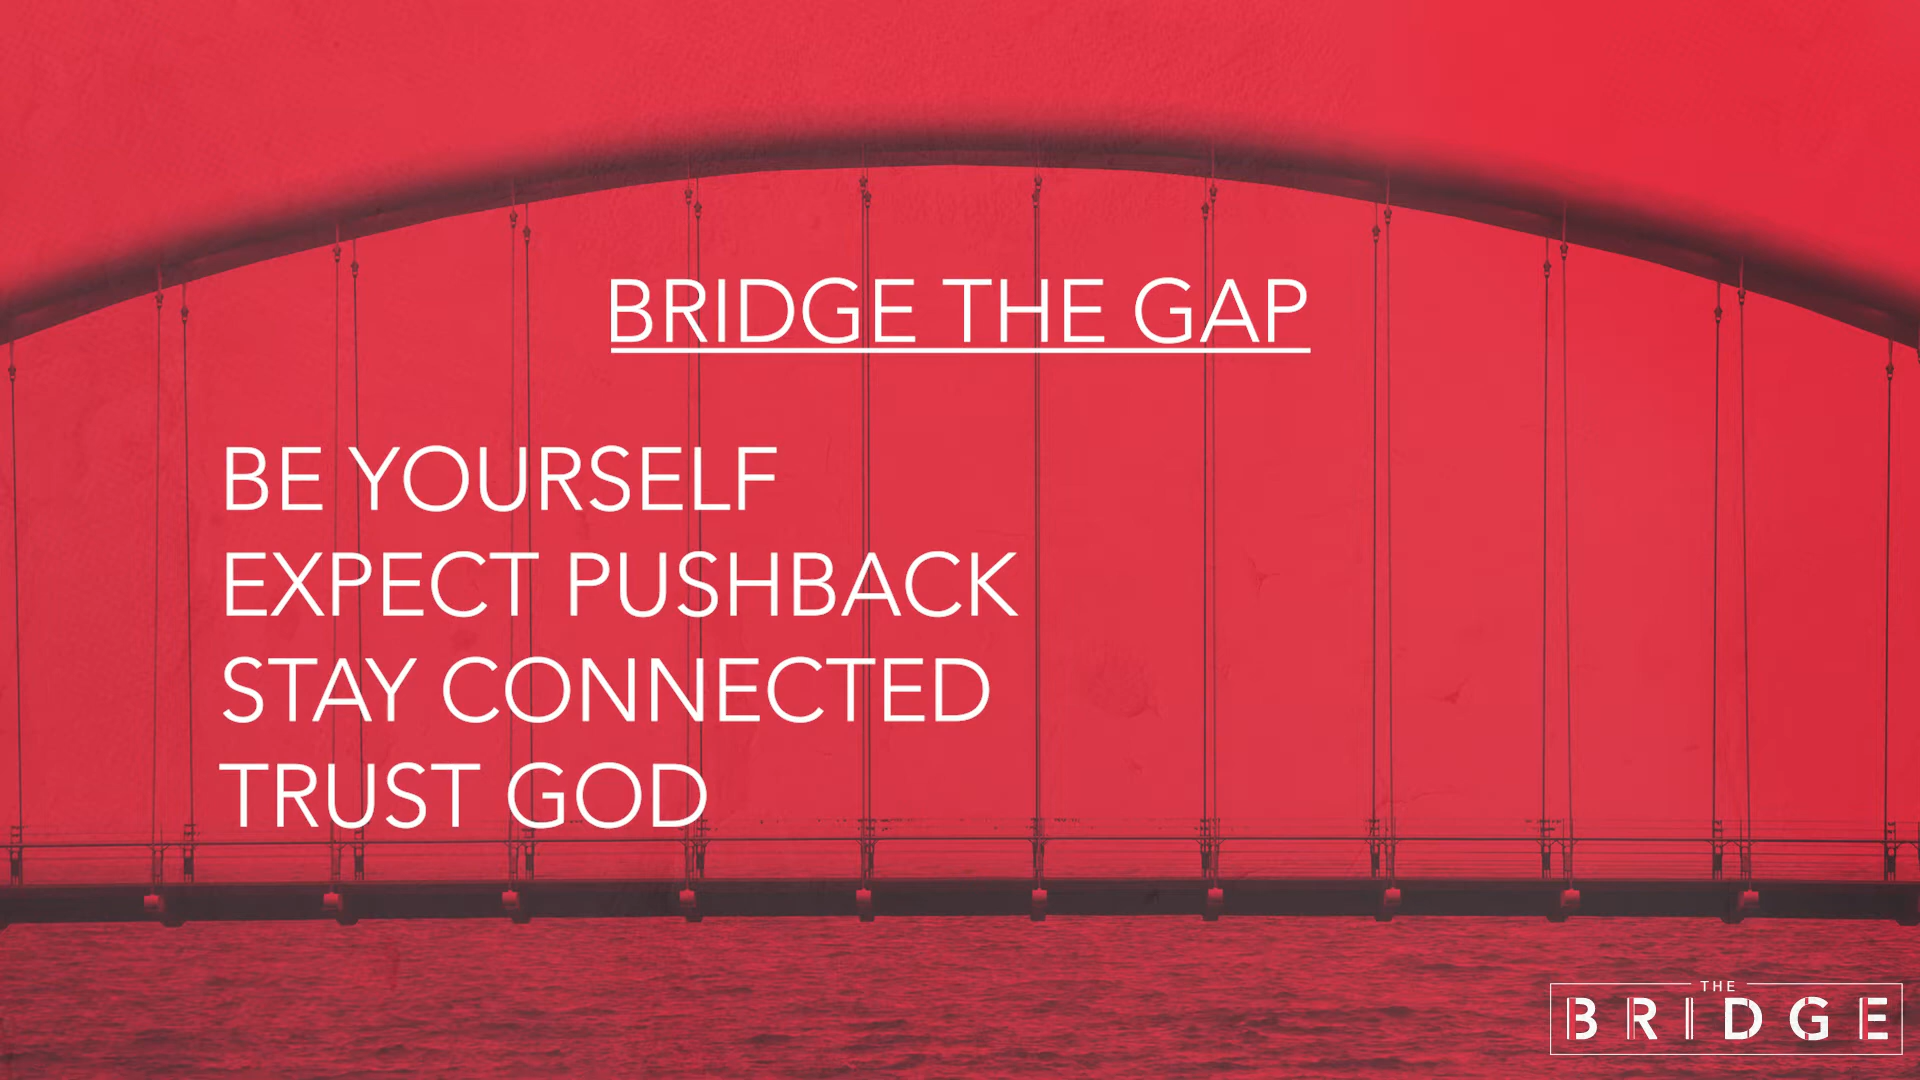 BRIDGE THE GAP
BE YOURSELF
EXPECT PUSHBACK
STAY CONNECTED
TRUST GOD
THE
BRIDGE